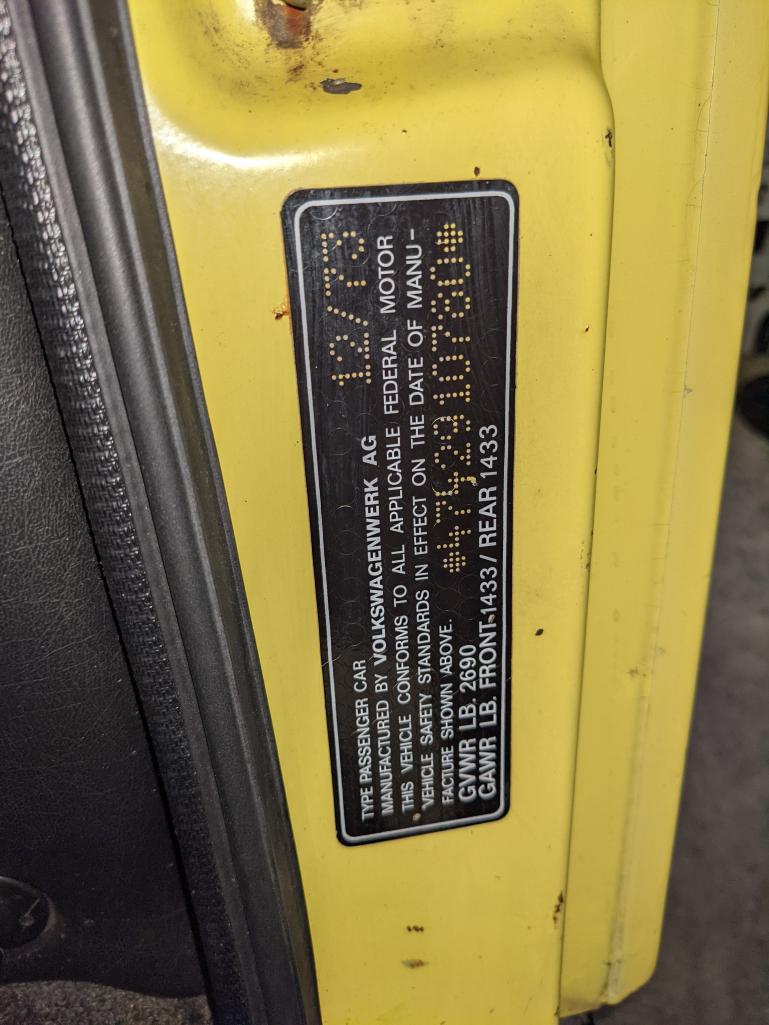 12/73
TYPE PASSENGER CAR
MANUFACTURED BY VOLKSWAGENWERK AG
THIS VEHICLE CONFORMS TO ALL APPLICABLE FEDERAL MOTOR
VEHICLE SAFETY STANDARDS IN EFFECT ON THE DATE OF MANU-
FACTURE SHOWN ABOVE. *4742910780*
GVWR LB. 2690
GAWR LB. FRONT 1433 / REAR 1433